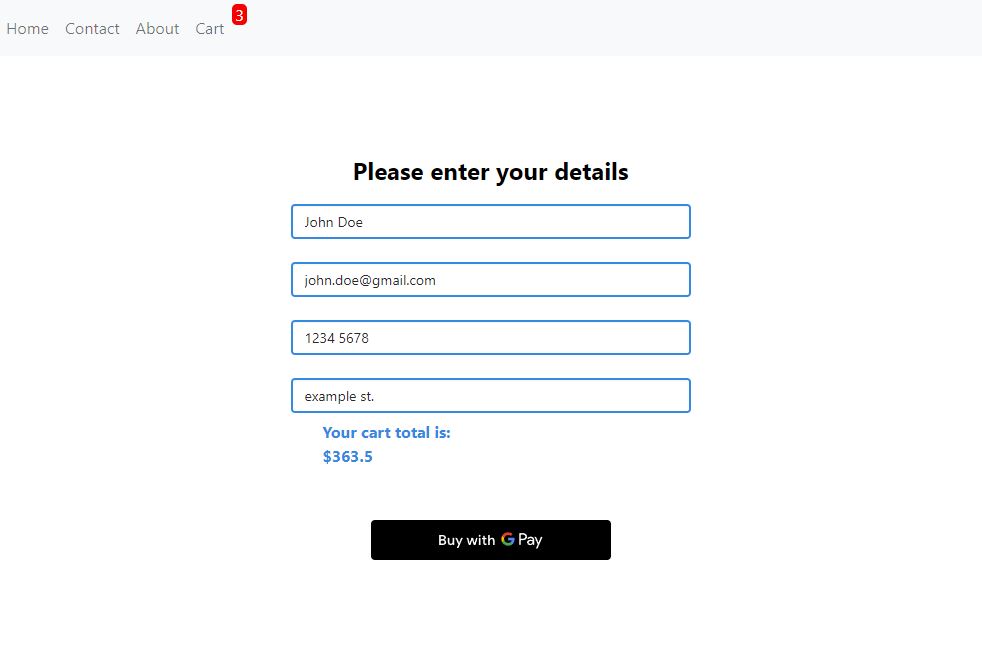 Home Contact About Cart 3
Please enter your details
John Doe
john.doe@gmail.com
1234 5678
example st.
Your cart total is:
$363.5
Buy with G Pay